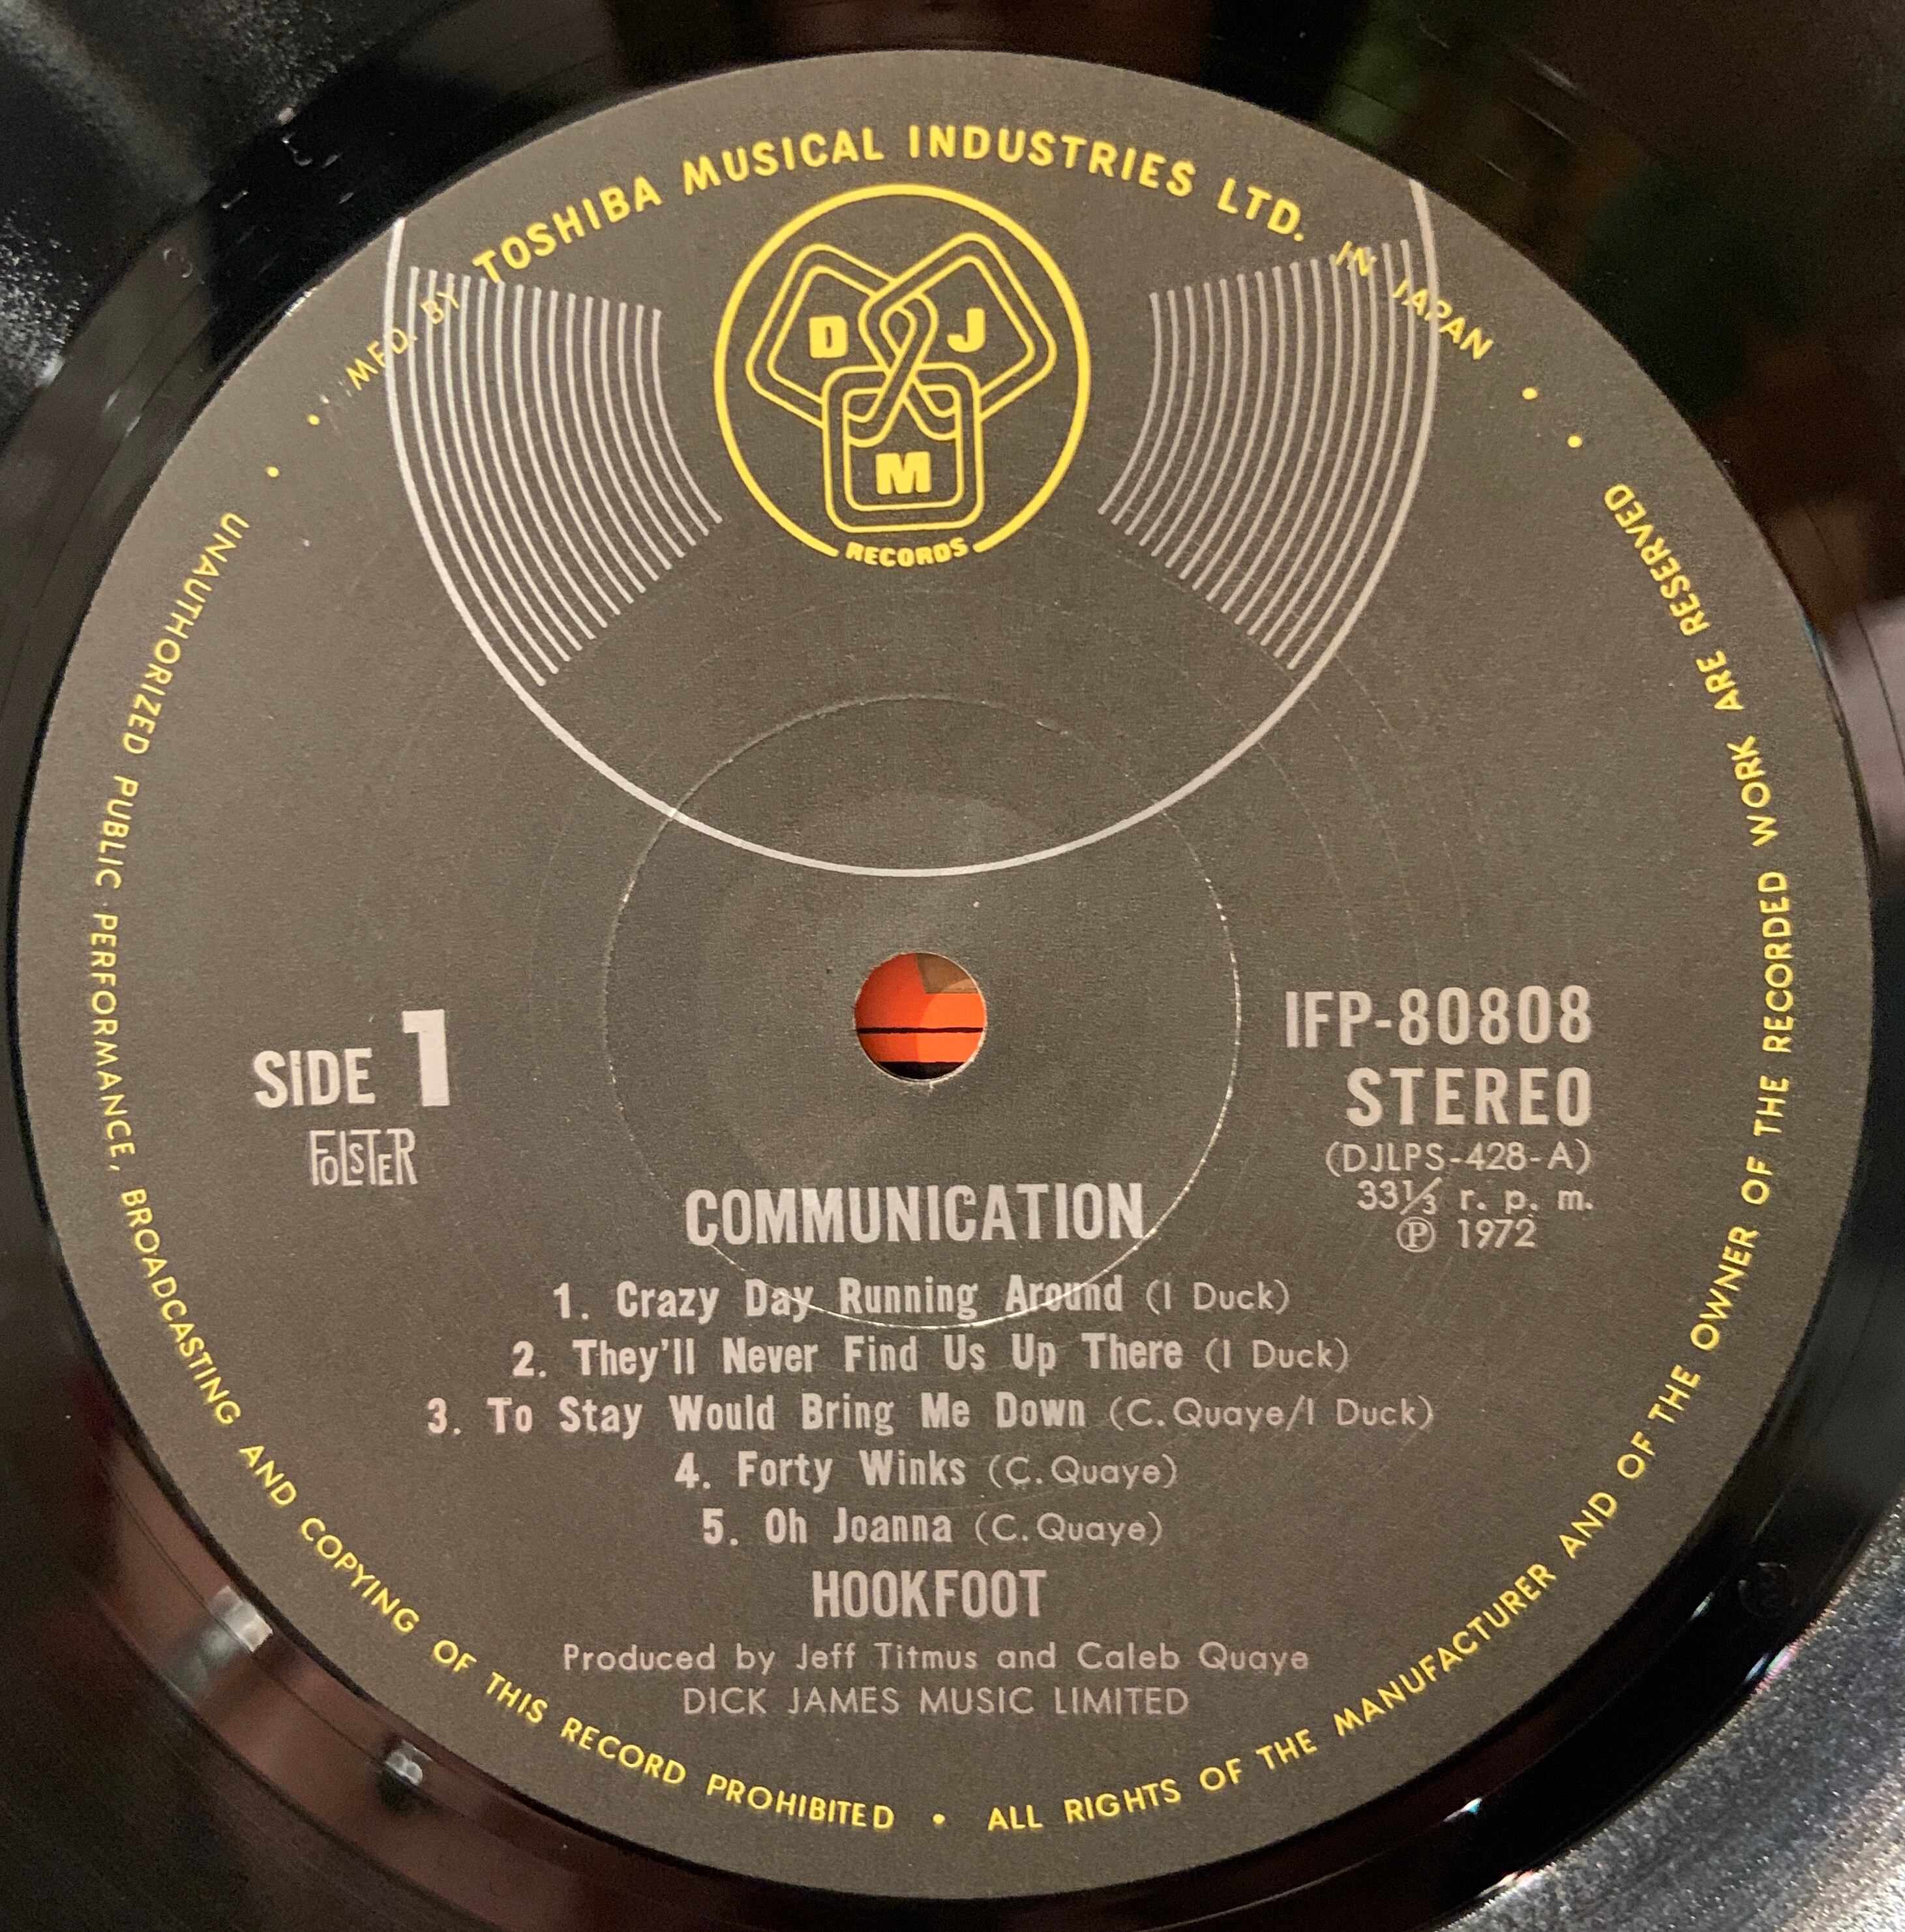 MFD. BY TOSHIBA MUSICAL INDUSTRIES LTD. IN JAPAN
D J
M
RECORDS
SIDE 1
FOLSTER
IFP-80808
STEREO
(DJLPS-428-A)
33⅓ r. p. m.
Ⓟ 1972
COMMUNICATION
1. Crazy Day Running Around (I Duck)
2. They'll Never Find Us Up There (I Duck)
3. To Stay Would Bring Me Down (C. Quaye/I Duck)
4. Forty Winks (C. Quaye)
5. Oh Joanna (C. Quaye)
HOOKFOOT
Produced by Jeff Titmus and Caleb Quaye
DICK JAMES MUSIC LIMITED
UNAUTHORIZED PUBLIC PERFORMANCE, BROADCASTING AND COPYING OF THIS RECORD PROHIBITED • ALL RIGHTS OF THE MANUFACTURER AND OF THE OWNER OF THE RECORDED WORK ARE RESERVED